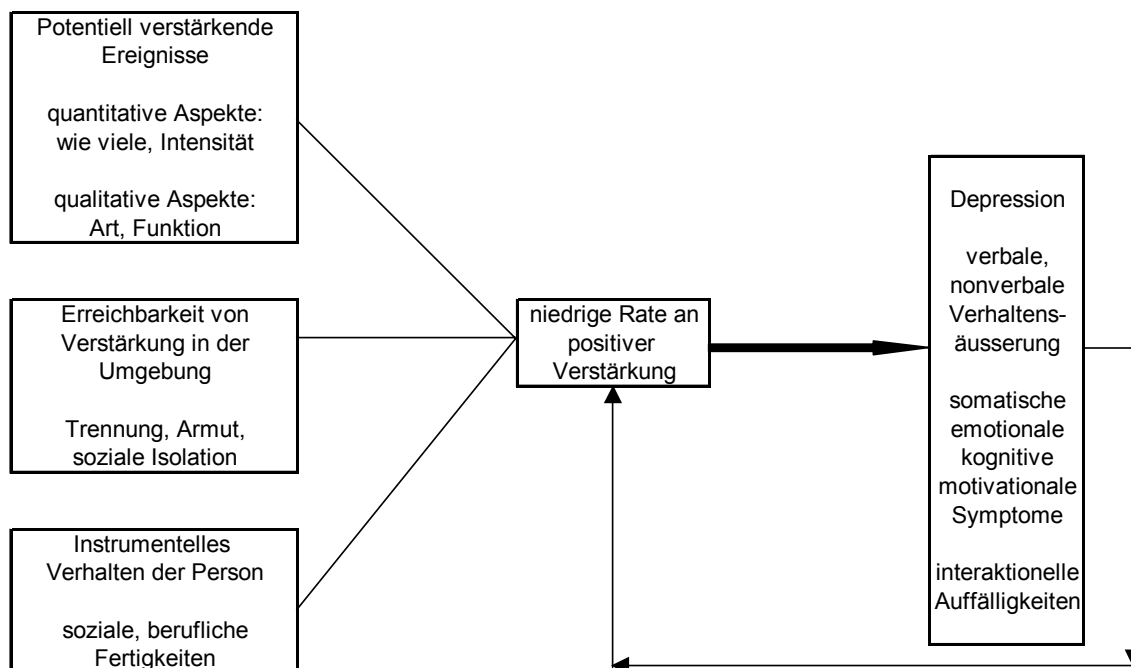 Potentiell verstärkende
Ereignisse
quantitative Aspekte:
wie viele, Intensität
qualitative Aspekte:
Art, Funktion
Erreichbarkeit von
Verstärkung in der
Umgebung
Trennung, Armut,
soziale Isolation
Instrumentelles
Verhalten der Person
soziale, berufliche
Fertigkeiten
niedrige Rate an
positiver
Verstärkung
Depression
verbale,
nonverbale
Verhaltens-
äusserung
somatische
emotionale
kognitive
motivationale
Symptome
interaktionelle
Auffälligkeiten